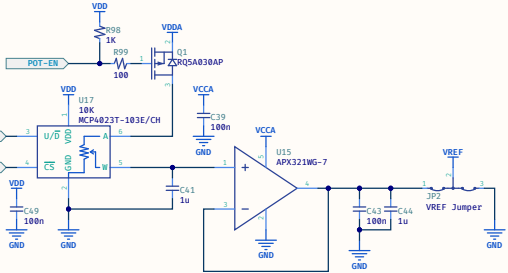 VDD
R98
1K
VDDA
2
Q1
RQ5A030AP
POT-EN
R99
100
1
3
VDD
U17
10K
MCP4023T-103E/CH
VCCA
1
C39
100n
GND
3
U/D
VDD
A
6
VCCA
U15
APX321WG-7
4
CS
GND
W
5
1
5
VREF
2
4
1
3
JP2
VREF Jumper
VDD
2
C41
1u
3
2
C49
100n
C43
100n
C44
1u
GND
GND
GND
GND
GND